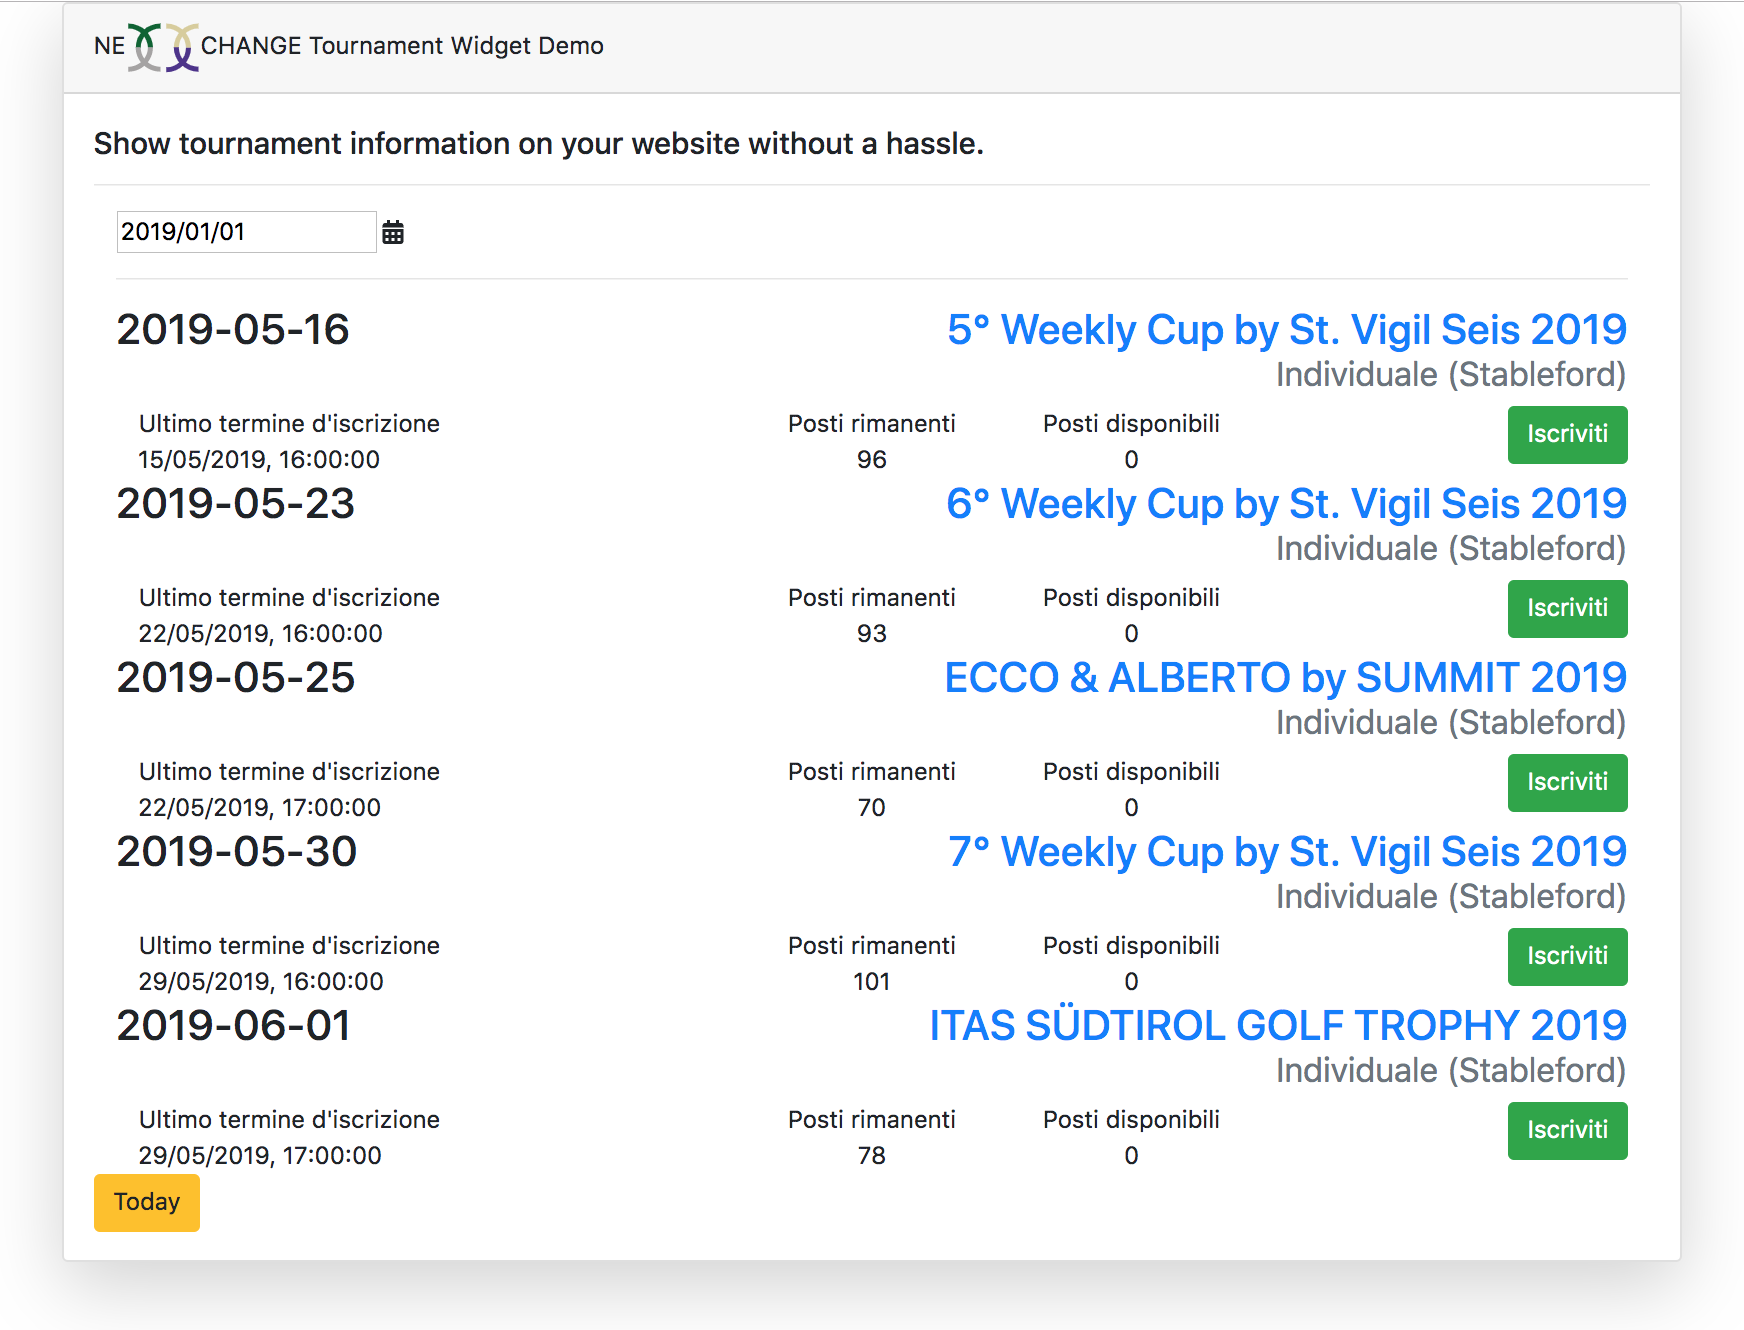 NEXXCHANGE Tournament Widget Demo
Show tournament information on your website without a hassle.
2019/01/01
2019-05-16 5° Weekly Cup by St. Vigil Seis 2019
Individuale (Stableford)
Ultimo termine d'iscrizione Posti rimanenti Posti disponibili Iscriviti
15/05/2019, 16:00:00 96 0
2019-05-23 6° Weekly Cup by St. Vigil Seis 2019
Individuale (Stableford)
Ultimo termine d'iscrizione Posti rimanenti Posti disponibili Iscriviti
22/05/2019, 16:00:00 93 0
2019-05-25 ECCO & ALBERTO by SUMMIT 2019
Individuale (Stableford)
Ultimo termine d'iscrizione Posti rimanenti Posti disponibili Iscriviti
22/05/2019, 17:00:00 70 0
2019-05-30 7° Weekly Cup by St. Vigil Seis 2019
Individuale (Stableford)
Ultimo termine d'iscrizione Posti rimanenti Posti disponibili Iscriviti
29/05/2019, 16:00:00 101 0
2019-06-01 ITAS SÜDTIROL GOLF TROPHY 2019
Individuale (Stableford)
Ultimo termine d'iscrizione Posti rimanenti Posti disponibili Iscriviti
29/05/2019, 17:00:00 78 0
Today